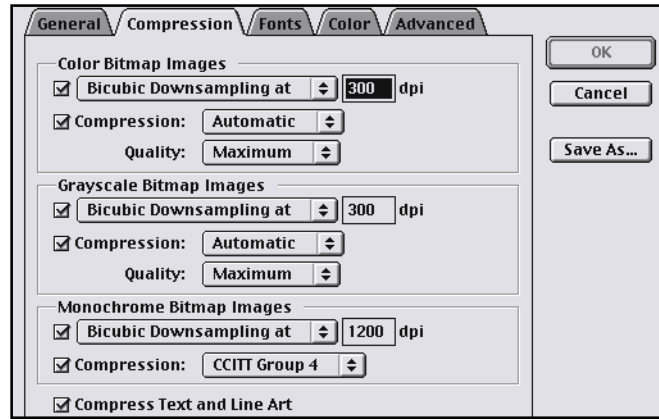 General Compression Fonts Color Advanced
Color Bitmap Images
Bicubic Downsampling at 300 dpi
Compression: Automatic
Quality: Maximum
Grayscale Bitmap Images
Bicubic Downsampling at 300 dpi
Compression: Automatic
Quality: Maximum
Monochrome Bitmap Images
Bicubic Downsampling at 1200 dpi
Compression: CCITT Group 4
Compress Text and Line Art
OK
Cancel
Save As...